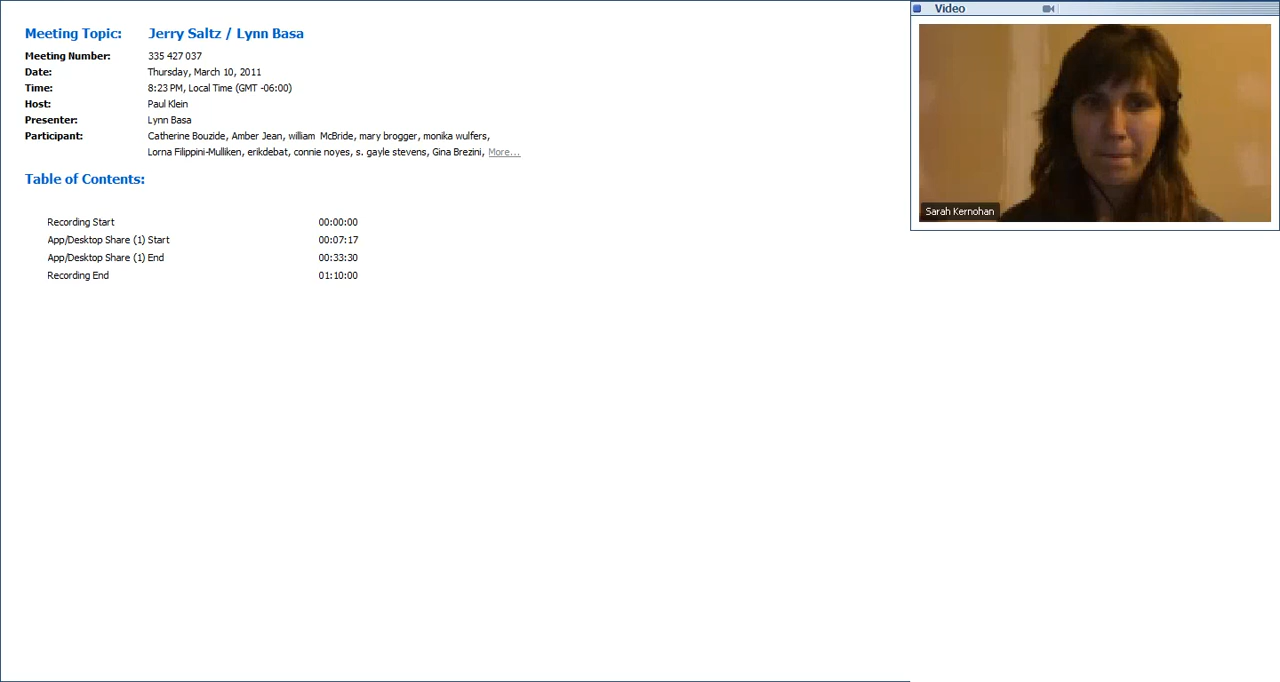 Meeting Topic: Jerry Saltz / Lynn Basa
Meeting Number: 335 427 037
Date: Thursday, March 10, 2011
Time: 8:23 PM, Local Time (GMT -06:00)
Host: Paul Klein
Presenter: Lynn Basa
Participant: Catherine Bouzide, Amber Jean, william  McBride, mary brogger, monika wulfers,
Lorna Filippini-Mulliken, erikdebat, connie noyes, s. gayle stevens, Gina Brezini, More...
Table of Contents:
Recording Start 00:00:00
App/Desktop Share (1) Start 00:07:17
App/Desktop Share (1) End 00:33:30
Recording End 01:10:00
Video
Sarah Kernohan